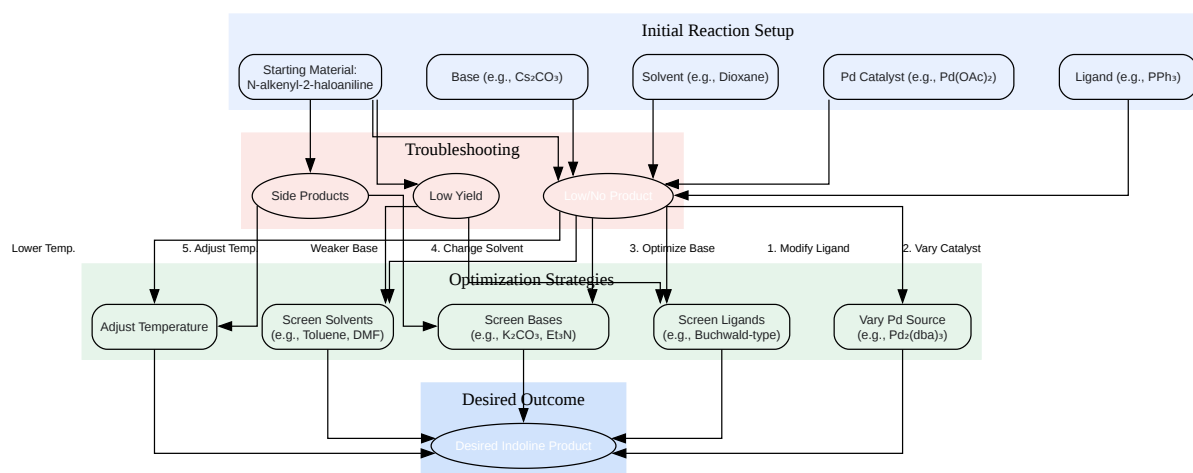 Initial Reaction Setup
Starting Material:
N-alkenyl-2-haloaniline
Base (e.g., Cs₂CO₃)
Solvent (e.g., Dioxane)
Pd Catalyst (e.g., Pd(OAc)₂)
Ligand (e.g., PPh₃)
Troubleshooting
Side Products
Low Yield
Low/No Product
Lower Temp.
5. Adjust Temp.
Weaker Base
4. Change Solvent
3. Optimize Base
1. Modify Ligand
2. Vary Catalyst
Optimization Strategies
Adjust Temperature
Screen Solvents
(e.g., Toluene, DMF)
Screen Bases
(e.g., K₂CO₃, Et₃N)
Screen Ligands
(e.g., Buchwald-type)
Vary Pd Source
(e.g., Pd₂(dba)₃)
Desired Outcome
Desired Indoline Product